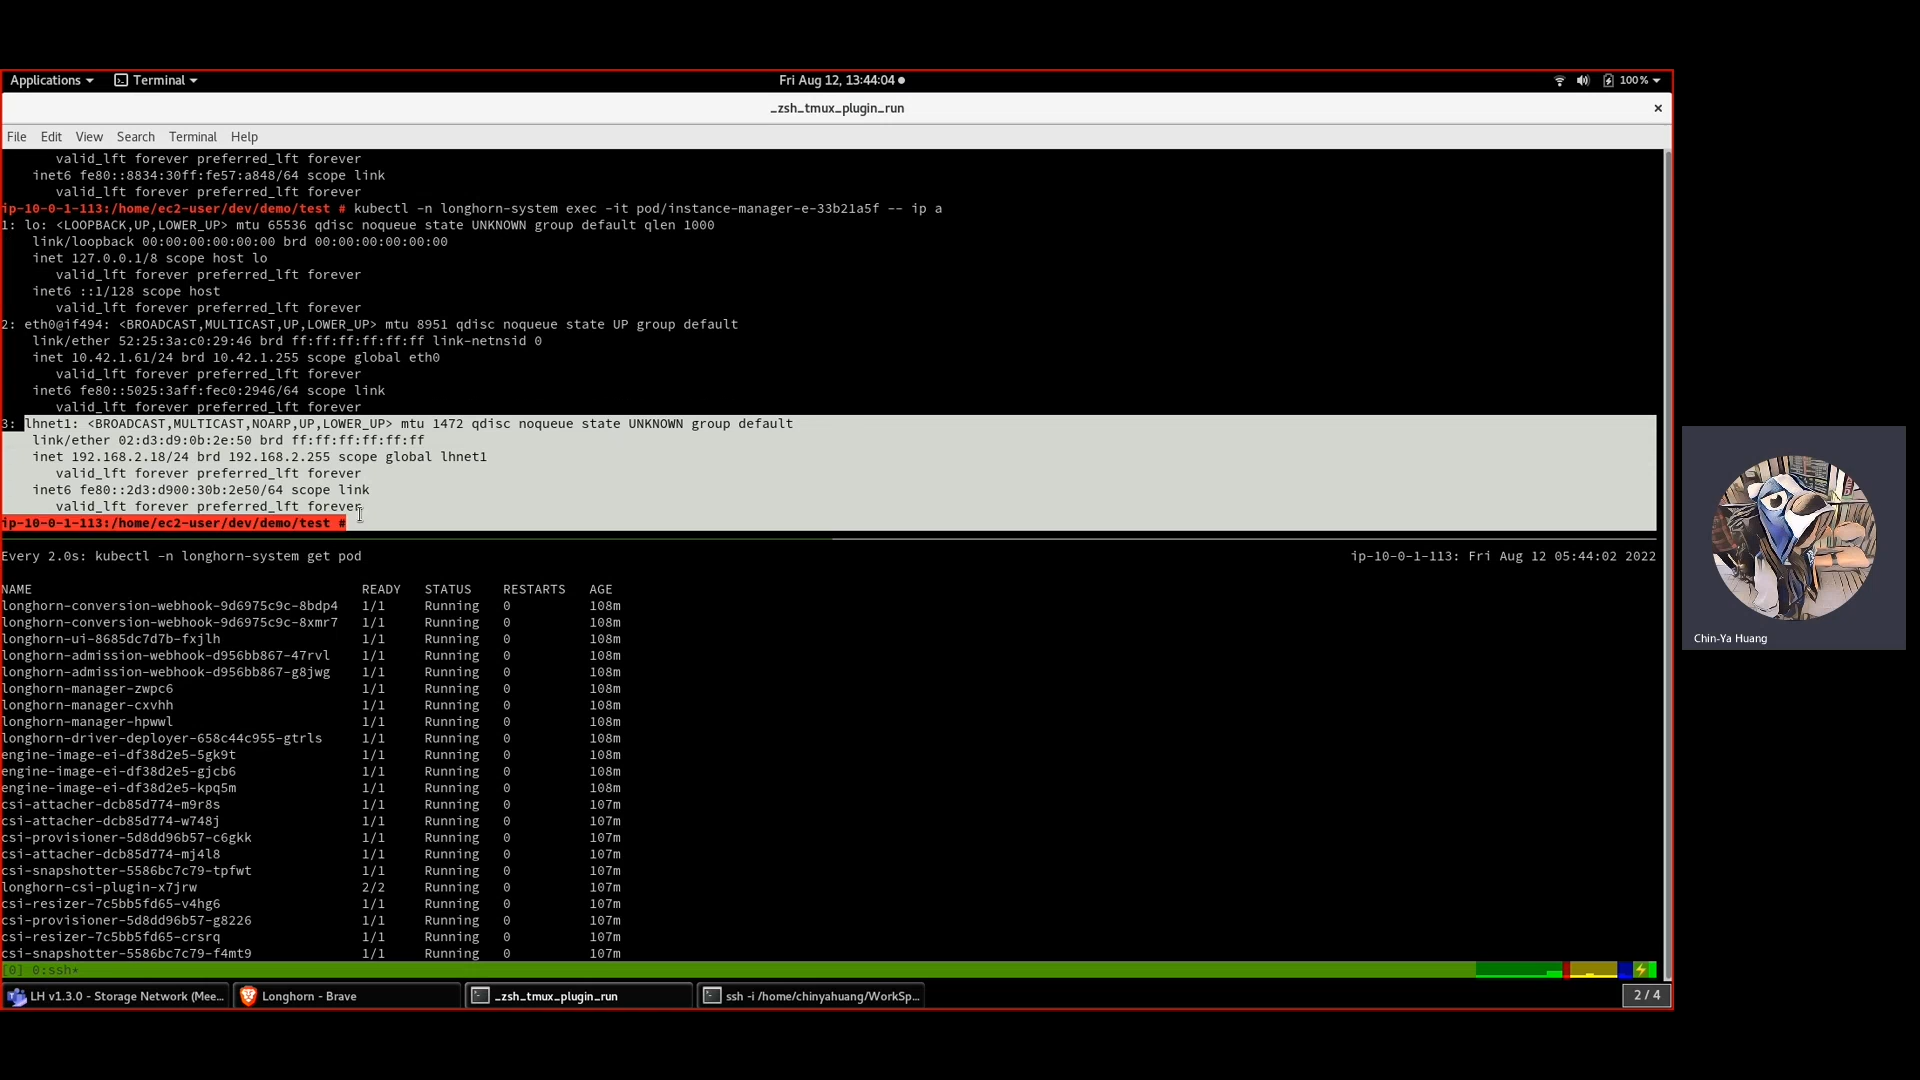 Applications Terminal Fri Aug 12, 13:44:04 100%
_zsh_tmux_plugin_run
File Edit View Search Terminal Help
valid_lft forever preferred_lft forever
inet6 fe80::8834:30ff:fe57:a848/64 scope link
valid_lft forever preferred_lft forever
ip-10-0-1-113:/home/ec2-user/dev/demo/test # kubectl -n longhorn-system exec -it pod/instance-manager-e-33b21a5f -- ip a
1: lo: <LOOPBACK,UP,LOWER_UP> mtu 65536 qdisc noqueue state UNKNOWN group default qlen 1000
link/loopback 00:00:00:00:00:00 brd 00:00:00:00:00:00
inet 127.0.0.1/8 scope host lo
valid_lft forever preferred_lft forever
inet6 ::1/128 scope host
valid_lft forever preferred_lft forever
2: eth0@if494: <BROADCAST,MULTICAST,UP,LOWER_UP> mtu 8951 qdisc noqueue state UP group default
link/ether 52:25:3a:c0:29:46 brd ff:ff:ff:ff:ff:ff link-netnsid 0
inet 10.42.1.61/24 brd 10.42.1.255 scope global eth0
valid_lft forever preferred_lft forever
inet6 fe80::5025:3aff:fec0:2946/64 scope link
valid_lft forever preferred_lft forever
3: lhnet1: <BROADCAST,MULTICAST,NOARP,UP,LOWER_UP> mtu 1472 qdisc noqueue state UNKNOWN group default
link/ether 02:d3:d9:0b:2e:50 brd ff:ff:ff:ff:ff:ff
inet 192.168.2.18/24 brd 192.168.2.255 scope global lhnet1
valid_lft forever preferred_lft forever
inet6 fe80::2d3:d900:30b:2e50/64 scope link
valid_lft forever preferred_lft forever
ip-10-0-1-113:/home/ec2-user/dev/demo/test #
Every 2.0s: kubectl -n longhorn-system get pod ip-10-0-1-113: Fri Aug 12 05:44:02 2022
NAME READY STATUS RESTARTS AGE
longhorn-conversion-webhook-9d6975c9c-8bdp4 1/1 Running 0 108m
longhorn-conversion-webhook-9d6975c9c-8xmr7 1/1 Running 0 108m
longhorn-ui-8685dc7d7b-fxjlh 1/1 Running 0 108m
longhorn-admission-webhook-d956bb867-47rvl 1/1 Running 0 108m
longhorn-admission-webhook-d956bb867-g8jwg 1/1 Running 0 108m
longhorn-manager-zwpc6 1/1 Running 0 108m
longhorn-manager-cxvhh 1/1 Running 0 108m
longhorn-manager-hpwwl 1/1 Running 0 108m
longhorn-driver-deployer-658c44c955-gtrls 1/1 Running 0 108m
engine-image-ei-df38d2e5-5gk9t 1/1 Running 0 108m
engine-image-ei-df38d2e5-gjcb6 1/1 Running 0 108m
engine-image-ei-df38d2e5-kpq5m 1/1 Running 0 108m
csi-attacher-dcb85d774-m9r8s 1/1 Running 0 107m
csi-attacher-dcb85d774-w748j 1/1 Running 0 107m
csi-provisioner-5d8dd96b57-c6gkk 1/1 Running 0 107m
csi-attacher-dcb85d774-mj4l8 1/1 Running 0 107m
csi-snapshotter-5586bc7c79-tpfwt 1/1 Running 0 107m
longhorn-csi-plugin-x7jrw 2/2 Running 0 107m
csi-resizer-7c5bb5fd65-v4hg6 1/1 Running 0 107m
csi-provisioner-5d8dd96b57-g8226 1/1 Running 0 107m
csi-resizer-7c5bb5fd65-crsrq 1/1 Running 0 107m
csi-snapshotter-5586bc7c79-f4mt9 1/1 Running 0 107m
[0] 0:ssh*
LH v1.3.0 - Storage Network (Mee... Longhorn - Brave _zsh_tmux_plugin_run ssh -i /home/chinyahuang/WorkSp... 2 / 4
Chin-Ya Huang